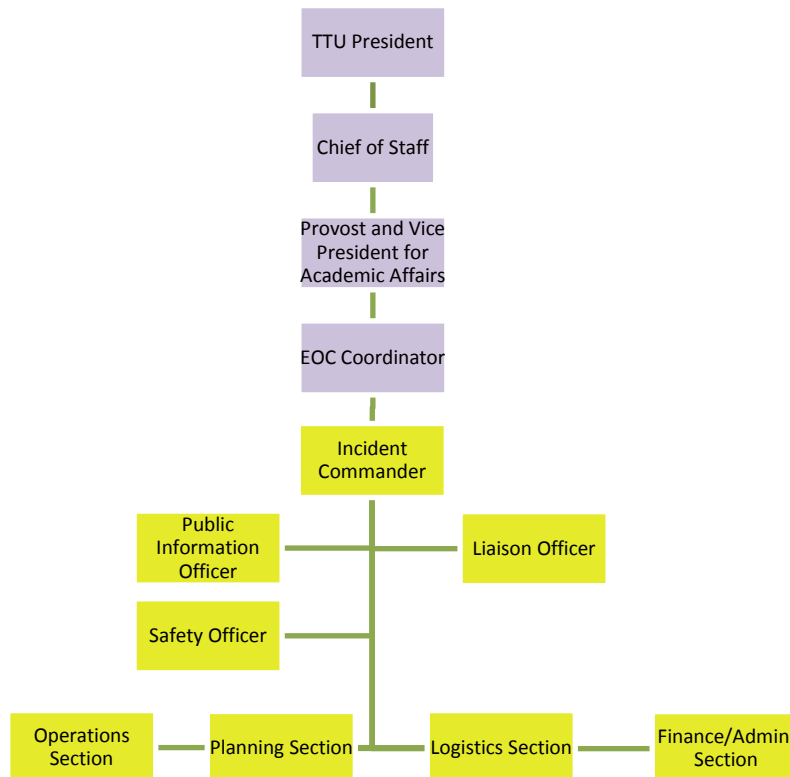 TTU President
Chief of Staff
Provost and Vice
President for
Academic Affairs
EOC Coordinator
Incident
Commander
Public
Information
Officer
Liaison Officer
Safety Officer
Operations
Section
Planning Section
Logistics Section
Finance/Admin
Section